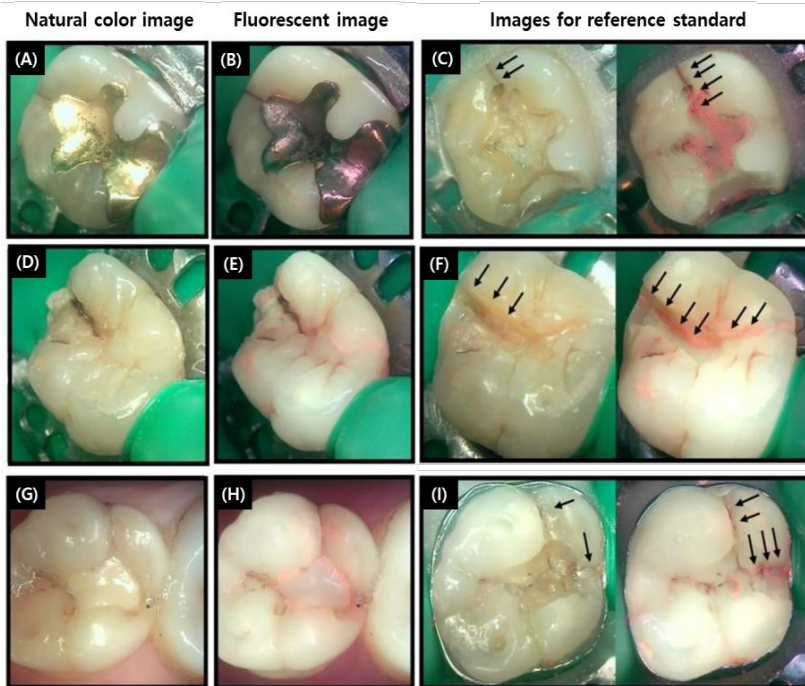 Natural color image Fluorescent image Images for reference standard
(A) (B) (C)
(D) (E) (F)
(G) (H) (I)